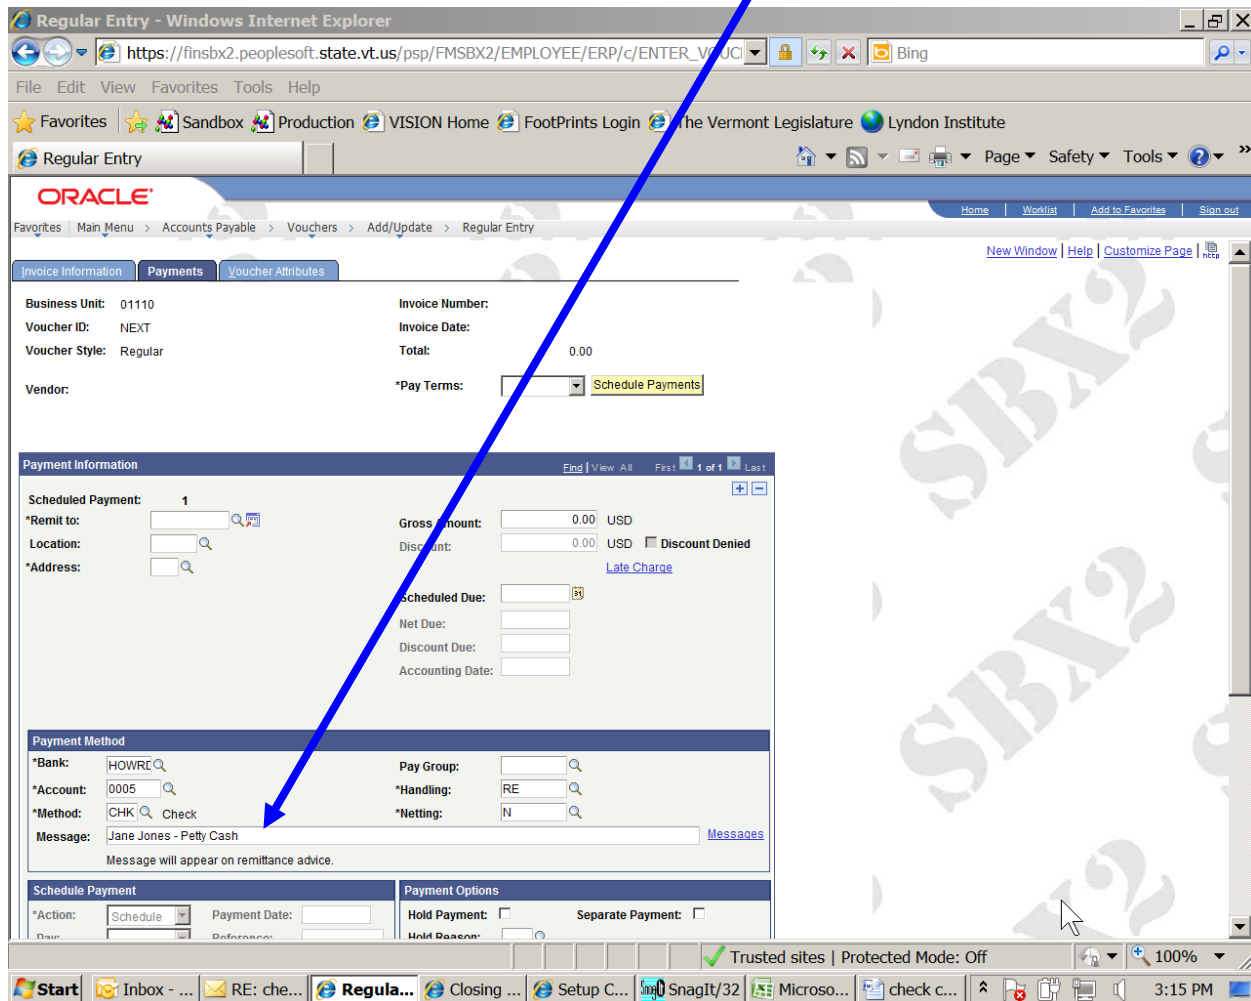 Regular Entry - Windows Internet Explorer
https://finsbx2.peoplesoft.state.vt.us/psp/FMSBX2/EMPLOYEE/ERP/c/ENTER_VOUCI
Bing
File Edit View Favorites Tools Help
Favorites Sandbox Production VISION Home FootPrints Login The Vermont Legislature Lyndon Institute
Regular Entry
Page Safety Tools »
ORACLE
Home | Worklist | Add to Favorites | Sign out
Favorites | Main Menu > Accounts Payable > Vouchers > Add/Update > Regular Entry
New Window | Help | Customize Page | http
Invoice Information Payments Voucher Attributes
Business Unit: 01110 Invoice Number:
Voucher ID: NEXT Invoice Date:
Voucher Style: Regular Total: 0.00
Vendor: *Pay Terms: Schedule Payments
Payment Information Find | View All First 1 of 1 Last
Scheduled Payment: 1
*Remit to: Gross Amount: 0.00 USD
Location: Discount: 0.00 USD Discount Denied
*Address: Late Charge
Scheduled Due: 31
Net Due:
Discount Due:
Accounting Date:
Payment Method
*Bank: HOWRD Pay Group:
*Account: 0005 *Handling: RE
*Method: CHK Check *Netting: N
Message: Jane Jones - Petty Cash Messages
Message will appear on remittance advice.
Schedule Payment Payment Options
*Action: Schedule Payment Date: Hold Payment: Separate Payment:
Pay: Reference: Hold Reason:
SBX2
SBX2
Trusted sites | Protected Mode: Off 100%
Start Inbox - ... RE: che... Regula... Closing ... Setup C... SnagIt/32 Microso... check c... 3:15 PM